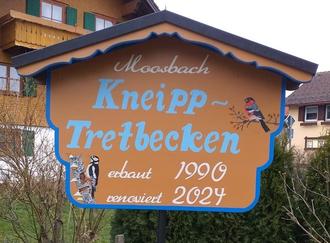 Moosbach
Kneipp~
Tretbecken
erbaut 1990
renoviert 2024